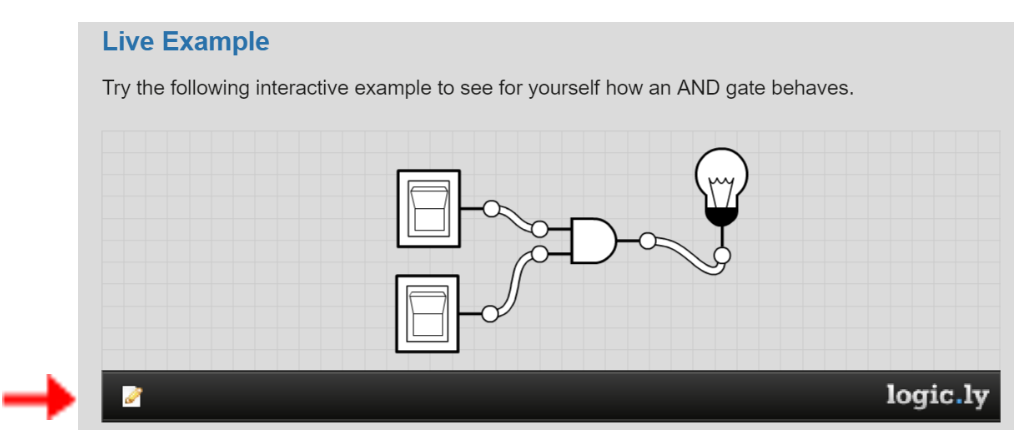 Live Example
Try the following interactive example to see for yourself how an AND gate behaves.
logic.ly